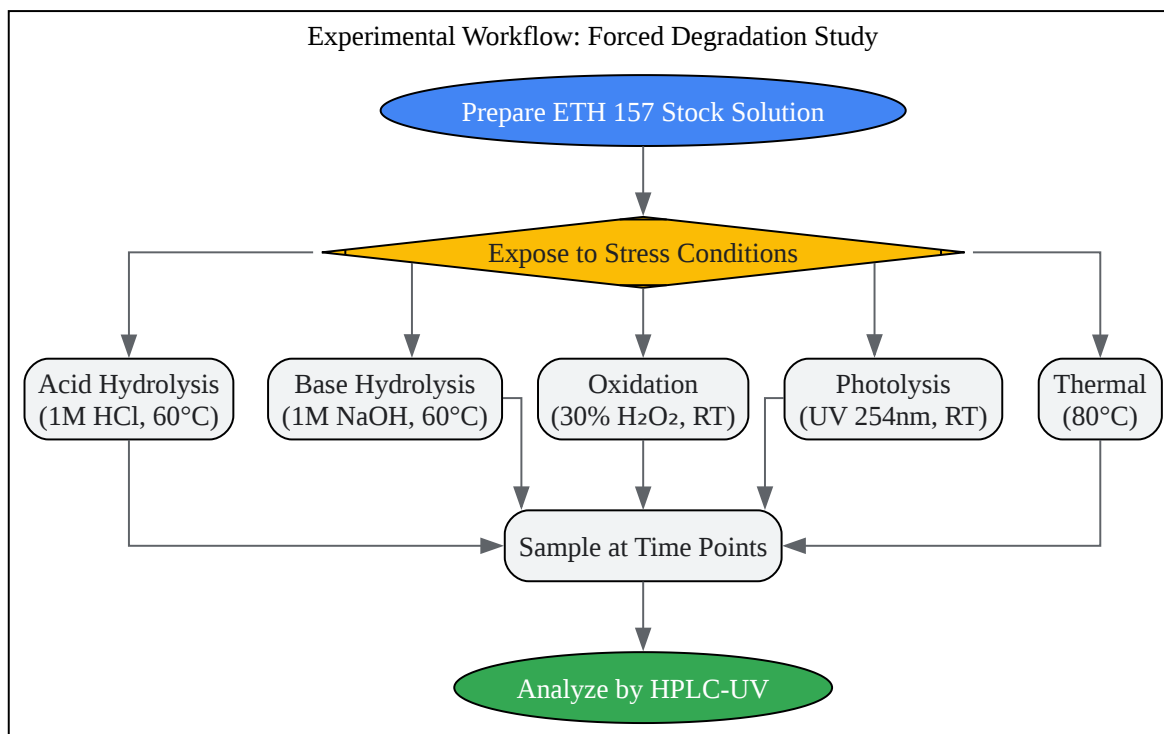 Experimental Workflow: Forced Degradation Study
Prepare ETH 157 Stock Solution
Expose to Stress Conditions
Acid Hydrolysis
(1M HCl, 60°C)
Base Hydrolysis
(1M NaOH, 60°C)
Oxidation
(30% H₂O₂, RT)
Photolysis
(UV 254nm, RT)
Thermal
(80°C)
Sample at Time Points
Analyze by HPLC-UV